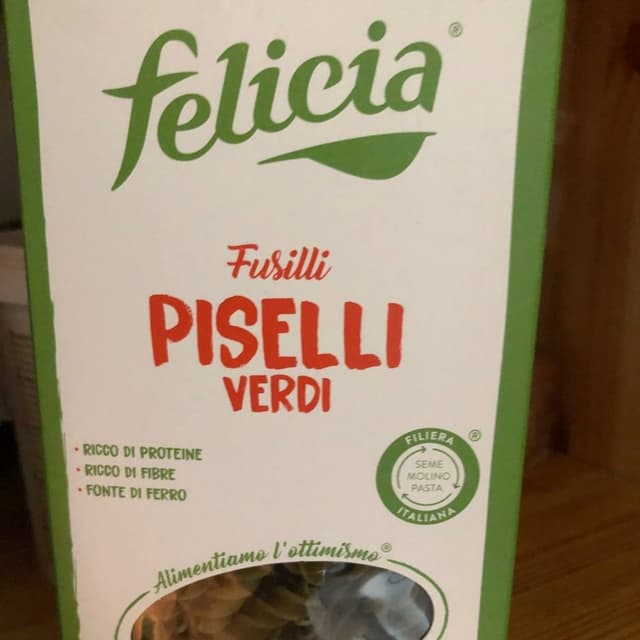 felicia®
Fusilli
PISELLI
VERDI
• RICCO DI PROTEINE
• RICCO DI FIBRE
• FONTE DI FERRO
FILIERA ®
SEME
MOLINO
PASTA
ITALIANA
Alimentiamo l'ottimismo®